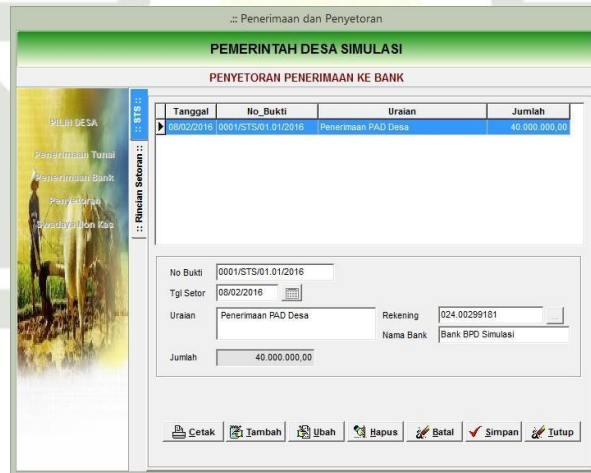 .:: Penerimaan dan Penyetoran
PEMERINTAH DESA SIMULASI
PENYETORAN PENERIMAAN KE BANK
PILIH DESA
Penerimaan Tunai
Penerimaan Bank
Penyetoran
Swadaya Non Kas
:: STS ::
:: Rincian Setoran ::
Tanggal No_Bukti Uraian Jumlah
08/02/2016 0001/STS/01.01/2016 Penerimaan PAD Desa 40.000.000,00
No Bukti 0001/STS/01.01/2016
Tgl Setor 08/02/2016
Uraian Penerimaan PAD Desa Rekening 024.00299181 ...
Nama Bank Bank BPD Simulasi
Jumlah 40.000.000,00
Cetak Tambah Ubah Hapus Batal Simpan Tutup